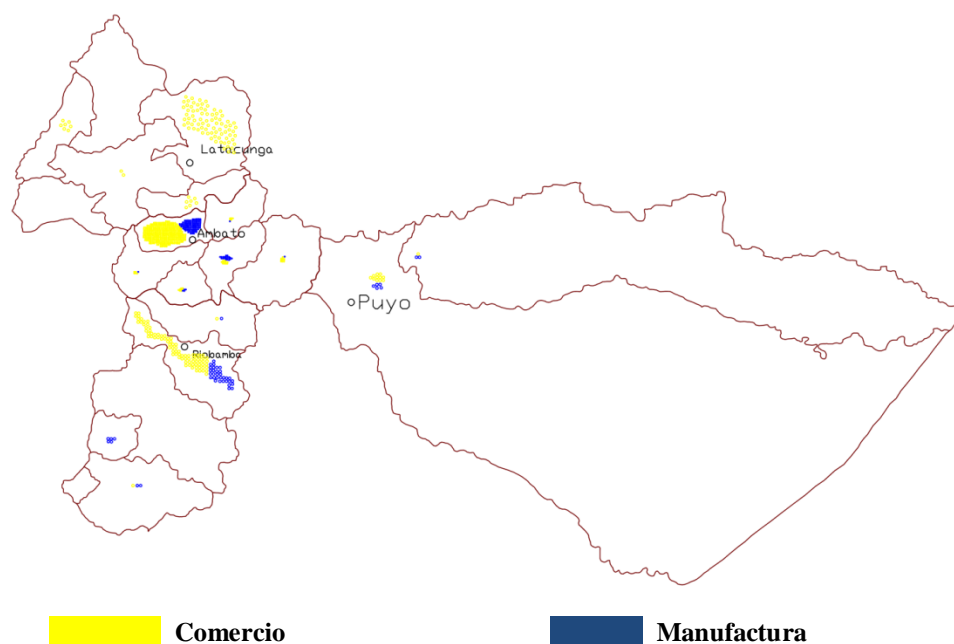 Latacunga
Ambato
Puyo
Riobamba
Comercio
Manufactura